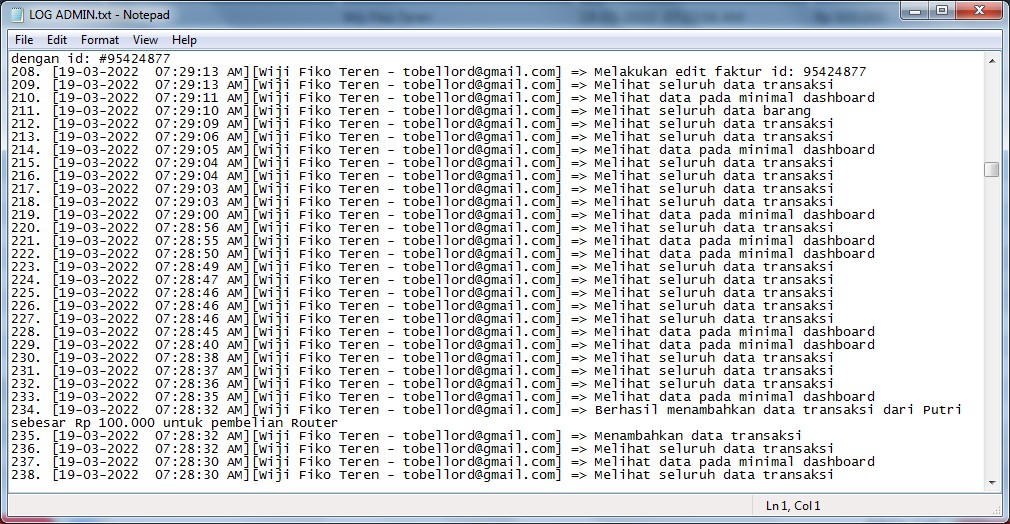 LOG ADMIN.txt - Notepad
File Edit Format View Help
dengan id: #95424877
208. [19-03-2022  07:29:13 AM][Wiji Fiko Teren - tobellord@gmail.com] => Melakukan edit faktur id: 95424877
209. [19-03-2022  07:29:13 AM][Wiji Fiko Teren - tobellord@gmail.com] => Melihat seluruh data transaksi
210. [19-03-2022  07:29:11 AM][Wiji Fiko Teren - tobellord@gmail.com] => Melihat data pada minimal dashboard
211. [19-03-2022  07:29:10 AM][Wiji Fiko Teren - tobellord@gmail.com] => Melihat seluruh data barang
212. [19-03-2022  07:29:09 AM][Wiji Fiko Teren - tobellord@gmail.com] => Melihat seluruh data transaksi
213. [19-03-2022  07:29:06 AM][Wiji Fiko Teren - tobellord@gmail.com] => Melihat seluruh data transaksi
214. [19-03-2022  07:29:05 AM][Wiji Fiko Teren - tobellord@gmail.com] => Melihat data pada minimal dashboard
215. [19-03-2022  07:29:04 AM][Wiji Fiko Teren - tobellord@gmail.com] => Melihat seluruh data transaksi
216. [19-03-2022  07:29:04 AM][Wiji Fiko Teren - tobellord@gmail.com] => Melihat seluruh data transaksi
217. [19-03-2022  07:29:03 AM][Wiji Fiko Teren - tobellord@gmail.com] => Melihat seluruh data transaksi
218. [19-03-2022  07:29:03 AM][Wiji Fiko Teren - tobellord@gmail.com] => Melihat seluruh data transaksi
219. [19-03-2022  07:29:00 AM][Wiji Fiko Teren - tobellord@gmail.com] => Melihat data pada minimal dashboard
220. [19-03-2022  07:28:56 AM][Wiji Fiko Teren - tobellord@gmail.com] => Melihat seluruh data transaksi
221. [19-03-2022  07:28:55 AM][Wiji Fiko Teren - tobellord@gmail.com] => Melihat data pada minimal dashboard
222. [19-03-2022  07:28:50 AM][Wiji Fiko Teren - tobellord@gmail.com] => Melihat data pada minimal dashboard
223. [19-03-2022  07:28:49 AM][Wiji Fiko Teren - tobellord@gmail.com] => Melihat seluruh data transaksi
224. [19-03-2022  07:28:47 AM][Wiji Fiko Teren - tobellord@gmail.com] => Melihat seluruh data transaksi
225. [19-03-2022  07:28:46 AM][Wiji Fiko Teren - tobellord@gmail.com] => Melihat seluruh data transaksi
226. [19-03-2022  07:28:46 AM][Wiji Fiko Teren - tobellord@gmail.com] => Melihat seluruh data transaksi
227. [19-03-2022  07:28:46 AM][Wiji Fiko Teren - tobellord@gmail.com] => Melihat seluruh data transaksi
228. [19-03-2022  07:28:45 AM][Wiji Fiko Teren - tobellord@gmail.com] => Melihat data pada minimal dashboard
229. [19-03-2022  07:28:40 AM][Wiji Fiko Teren - tobellord@gmail.com] => Melihat data pada minimal dashboard
230. [19-03-2022  07:28:38 AM][Wiji Fiko Teren - tobellord@gmail.com] => Melihat seluruh data transaksi
231. [19-03-2022  07:28:37 AM][Wiji Fiko Teren - tobellord@gmail.com] => Melihat seluruh data transaksi
232. [19-03-2022  07:28:36 AM][Wiji Fiko Teren - tobellord@gmail.com] => Melihat seluruh data transaksi
233. [19-03-2022  07:28:35 AM][Wiji Fiko Teren - tobellord@gmail.com] => Melihat data pada minimal dashboard
234. [19-03-2022  07:28:32 AM][Wiji Fiko Teren - tobellord@gmail.com] => Berhasil menambahkan data transaksi dari Putri
sebesar Rp 100.000 untuk pembelian Router
235. [19-03-2022  07:28:32 AM][Wiji Fiko Teren - tobellord@gmail.com] => Menambahkan data transaksi
236. [19-03-2022  07:28:32 AM][Wiji Fiko Teren - tobellord@gmail.com] => Melihat seluruh data transaksi
237. [19-03-2022  07:28:30 AM][Wiji Fiko Teren - tobellord@gmail.com] => Melihat data pada minimal dashboard
238. [19-03-2022  07:28:30 AM][Wiji Fiko Teren - tobellord@gmail.com] => Melihat seluruh data transaksi
Ln 1, Col 1